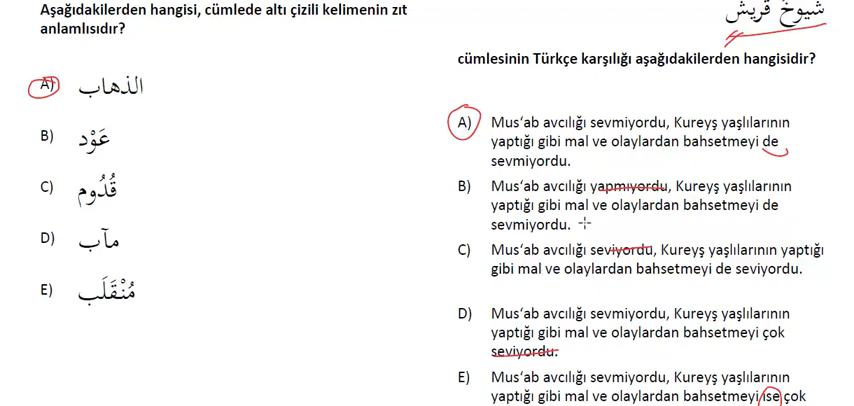 Aşağıdakilerden hangisi, cümlede altı çizili kelimenin zıt
anlamlısıdır?
A) الذهاب
B) عَوْد
C) قُدُوم
D) مآب
E) مُنْقَلَب
شيوخ قريش
cümlesinin Türkçe karşılığı aşağıdakilerden hangisidir?
A) Mus‘ab avcılığı sevmiyordu, Kureyş yaşlılarının
yaptığı gibi mal ve olaylardan bahsetmeyi de
sevmiyordu.
B) Mus‘ab avcılığı yapmıyordu, Kureyş yaşlılarının
yaptığı gibi mal ve olaylardan bahsetmeyi de
sevmiyordu.
C) Mus‘ab avcılığı seviyordu, Kureyş yaşlılarının yaptığı
gibi mal ve olaylardan bahsetmeyi de seviyordu.
D) Mus‘ab avcılığı sevmiyordu, Kureyş yaşlılarının
yaptığı gibi mal ve olaylardan bahsetmeyi çok
seviyordu.
E) Mus‘ab avcılığı sevmiyordu, Kureyş yaşlılarının
yaptığı gibi mal ve olaylardan bahsetmeyi ise çok